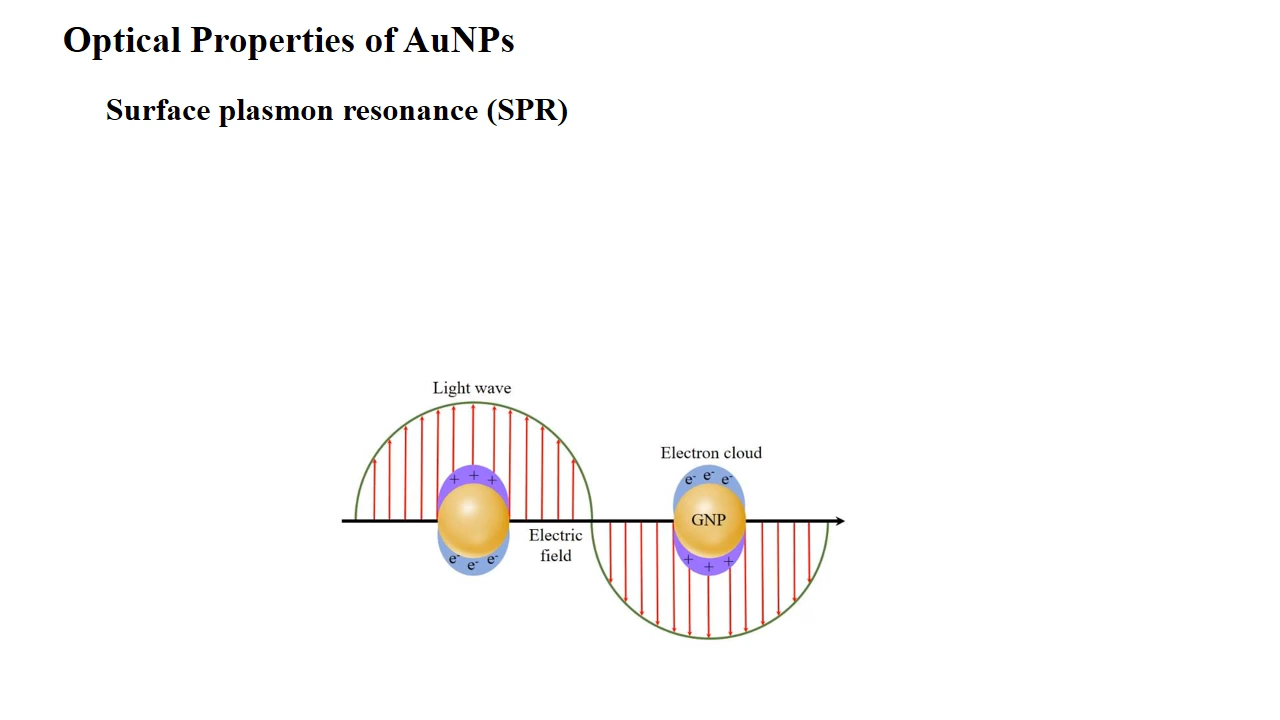 Optical Properties of AuNPs
Surface plasmon resonance (SPR)
Light wave
+ + +
e- e- e-
Electric
field
Electron cloud
e- e- e-
GNP
+ + +